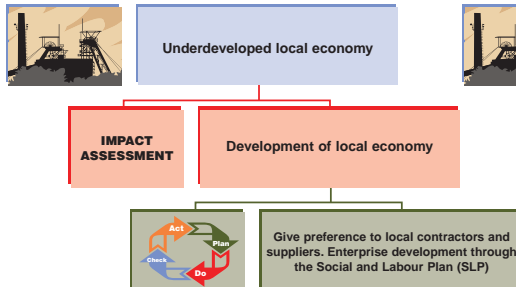 Underdeveloped local economy
IMPACT
ASSESSMENT
Development of local economy
Act
Plan
Check
Do
Give preference to local contractors and
suppliers. Enterprise development through
the Social and Labour Plan (SLP)